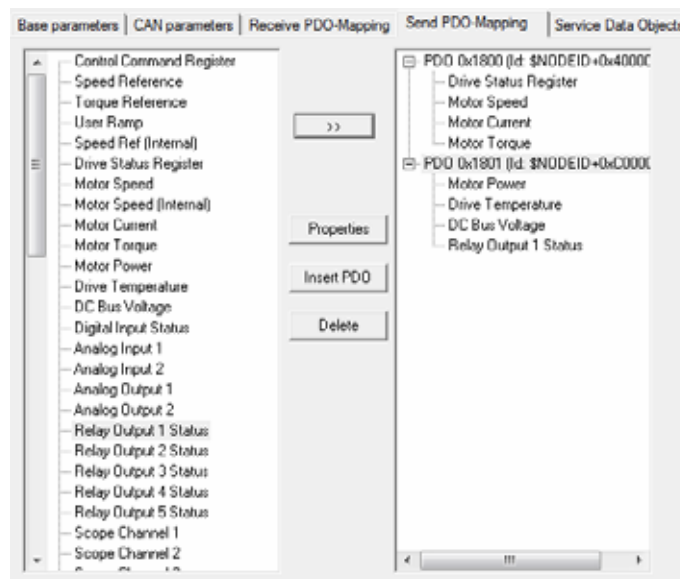 Base parameters CAN parameters Receive PDO-Mapping Send PDO-Mapping Service Data Objects
Control Command Register
Speed Reference
Torque Reference
User Ramp
Speed Ref (Internal)
Drive Status Register
Motor Speed
Motor Speed (Internal)
Motor Current
Motor Torque
Motor Power
Drive Temperature
DC Bus Voltage
Digital Input Status
Analog Input 1
Analog Input 2
Analog Output 1
Analog Output 2
Relay Output 1 Status
Relay Output 2 Status
Relay Output 3 Status
Relay Output 4 Status
Relay Output 5 Status
Scope Channel 1
Scope Channel 2
>>
Properties
Insert PDO
Delete
PDO 0x1800 (Id: $NODEID+0x40000
Drive Status Register
Motor Speed
Motor Current
Motor Torque
PDO 0x1801 (Id: $NODEID+0xC0000
Motor Power
Drive Temperature
DC Bus Voltage
Relay Output 1 Status